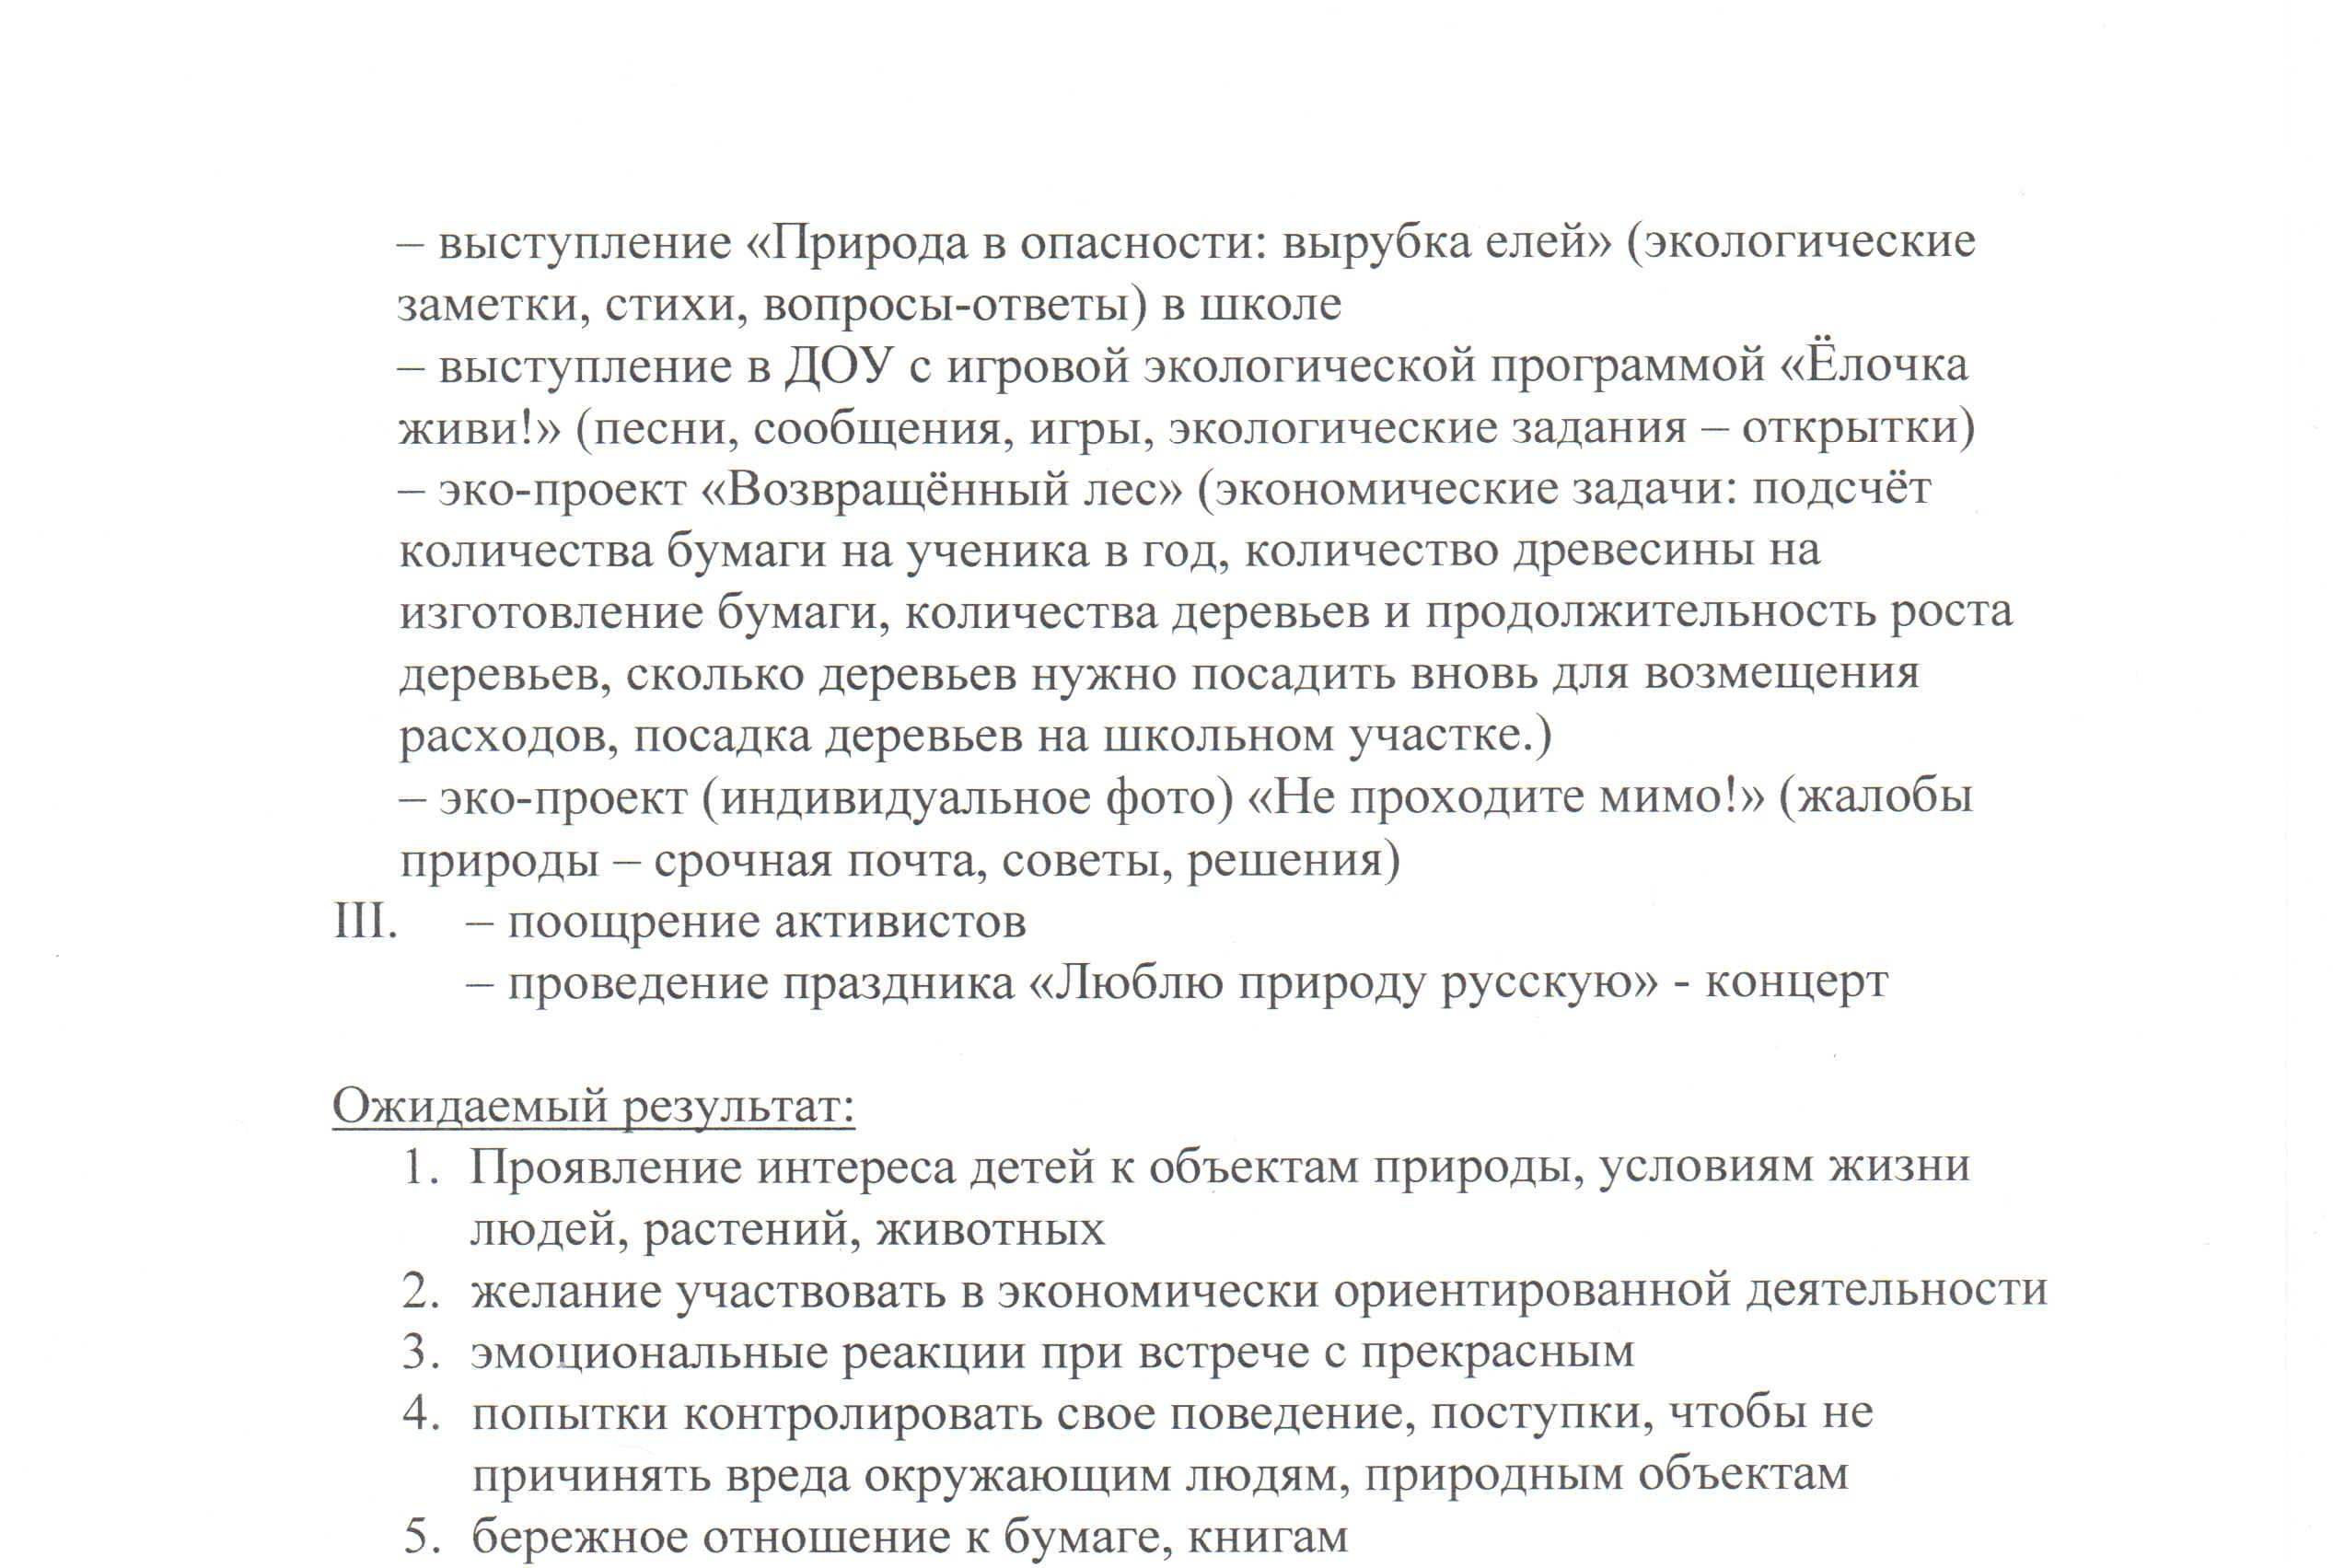 – выступление «Природа в опасности: вырубка елей» (экологические
заметки, стихи, вопросы-ответы) в школе
– выступление в ДОУ с игровой экологической программой «Ёлочка
живи!» (песни, сообщения, игры, экологические задания – открытки)
– эко-проект «Возвращённый лес» (экономические задачи: подсчёт
количества бумаги на ученика в год, количество древесины на
изготовление бумаги, количества деревьев и продолжительность роста
деревьев, сколько деревьев нужно посадить вновь для возмещения
расходов, посадка деревьев на школьном участке.)
– эко-проект (индивидуальное фото) «Не проходите мимо!» (жалобы
природы – срочная почта, советы, решения)
III. – поощрение активистов
– проведение праздника «Люблю природу русскую» - концерт
Ожидаемый результат:
1. Проявление интереса детей к объектам природы, условиям жизни
людей, растений, животных
2. желание участвовать в экономически ориентированной деятельности
3. эмоциональные реакции при встрече с прекрасным
4. попытки контролировать свое поведение, поступки, чтобы не
причинять вреда окружающим людям, природным объектам
5. бережное отношение к бумаге, книгам